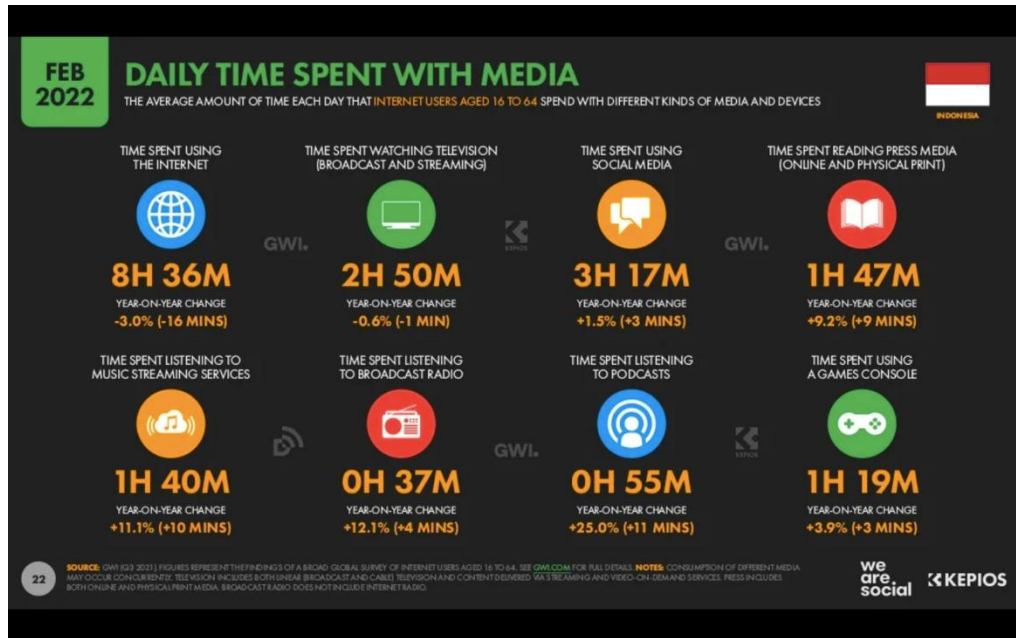 FEB
2022
DAILY TIME SPENT WITH MEDIA
THE AVERAGE AMOUNT OF TIME EACH DAY THAT INTERNET USERS AGED 16 TO 64 SPEND WITH DIFFERENT KINDS OF MEDIA AND DEVICES
INDONESIA
TIME SPENT USING
THE INTERNET
8H 36M
YEAR-ON-YEAR CHANGE
-3.0% (-16 MINS)
TIME SPENT WATCHING TELEVISION
(BROADCAST AND STREAMING)
2H 50M
YEAR-ON-YEAR CHANGE
-0.6% (-1 MIN)
TIME SPENT USING
SOCIAL MEDIA
3H 17M
YEAR-ON-YEAR CHANGE
+1.5% (+3 MINS)
TIME SPENT READING PRESS MEDIA
(ONLINE AND PHYSICAL PRINT)
1H 47M
YEAR-ON-YEAR CHANGE
+9.2% (+9 MINS)
GWI.
KEPIOS
GWI.
TIME SPENT LISTENING TO
MUSIC STREAMING SERVICES
1H 40M
YEAR-ON-YEAR CHANGE
+11.1% (+10 MINS)
TIME SPENT LISTENING
TO BROADCAST RADIO
0H 37M
YEAR-ON-YEAR CHANGE
+12.1% (+4 MINS)
TIME SPENT LISTENING
TO PODCASTS
0H 55M
YEAR-ON-YEAR CHANGE
+25.0% (+11 MINS)
TIME SPENT USING
A GAMES CONSOLE
1H 19M
YEAR-ON-YEAR CHANGE
+3.9% (+3 MINS)
GWI.
KEPIOS
22
SOURCE: GWI (Q3 2021). FIGURES REPRESENT THE FINDINGS OF A BROAD GLOBAL SURVEY OF INTERNET USERS AGED 16 TO 64. SEE GWI.COM FOR FULL DETAILS. NOTES: CONSUMPTION OF DIFFERENT MEDIA
MAY OCCUR CONCURRENTLY. TELEVISION INCLUDES BOTH LINEAR (BROADCAST AND CABLE) TELEVISION AND CONTENT DELIVERED VIA STREAMING AND VIDEO-ON-DEMAND SERVICES. PRESS INCLUDES
BOTH ONLINE AND PHYSICAL PRINT MEDIA. BROADCAST RADIO DOES NOT INCLUDE INTERNET RADIO.
we
are.
social
KEPIOS